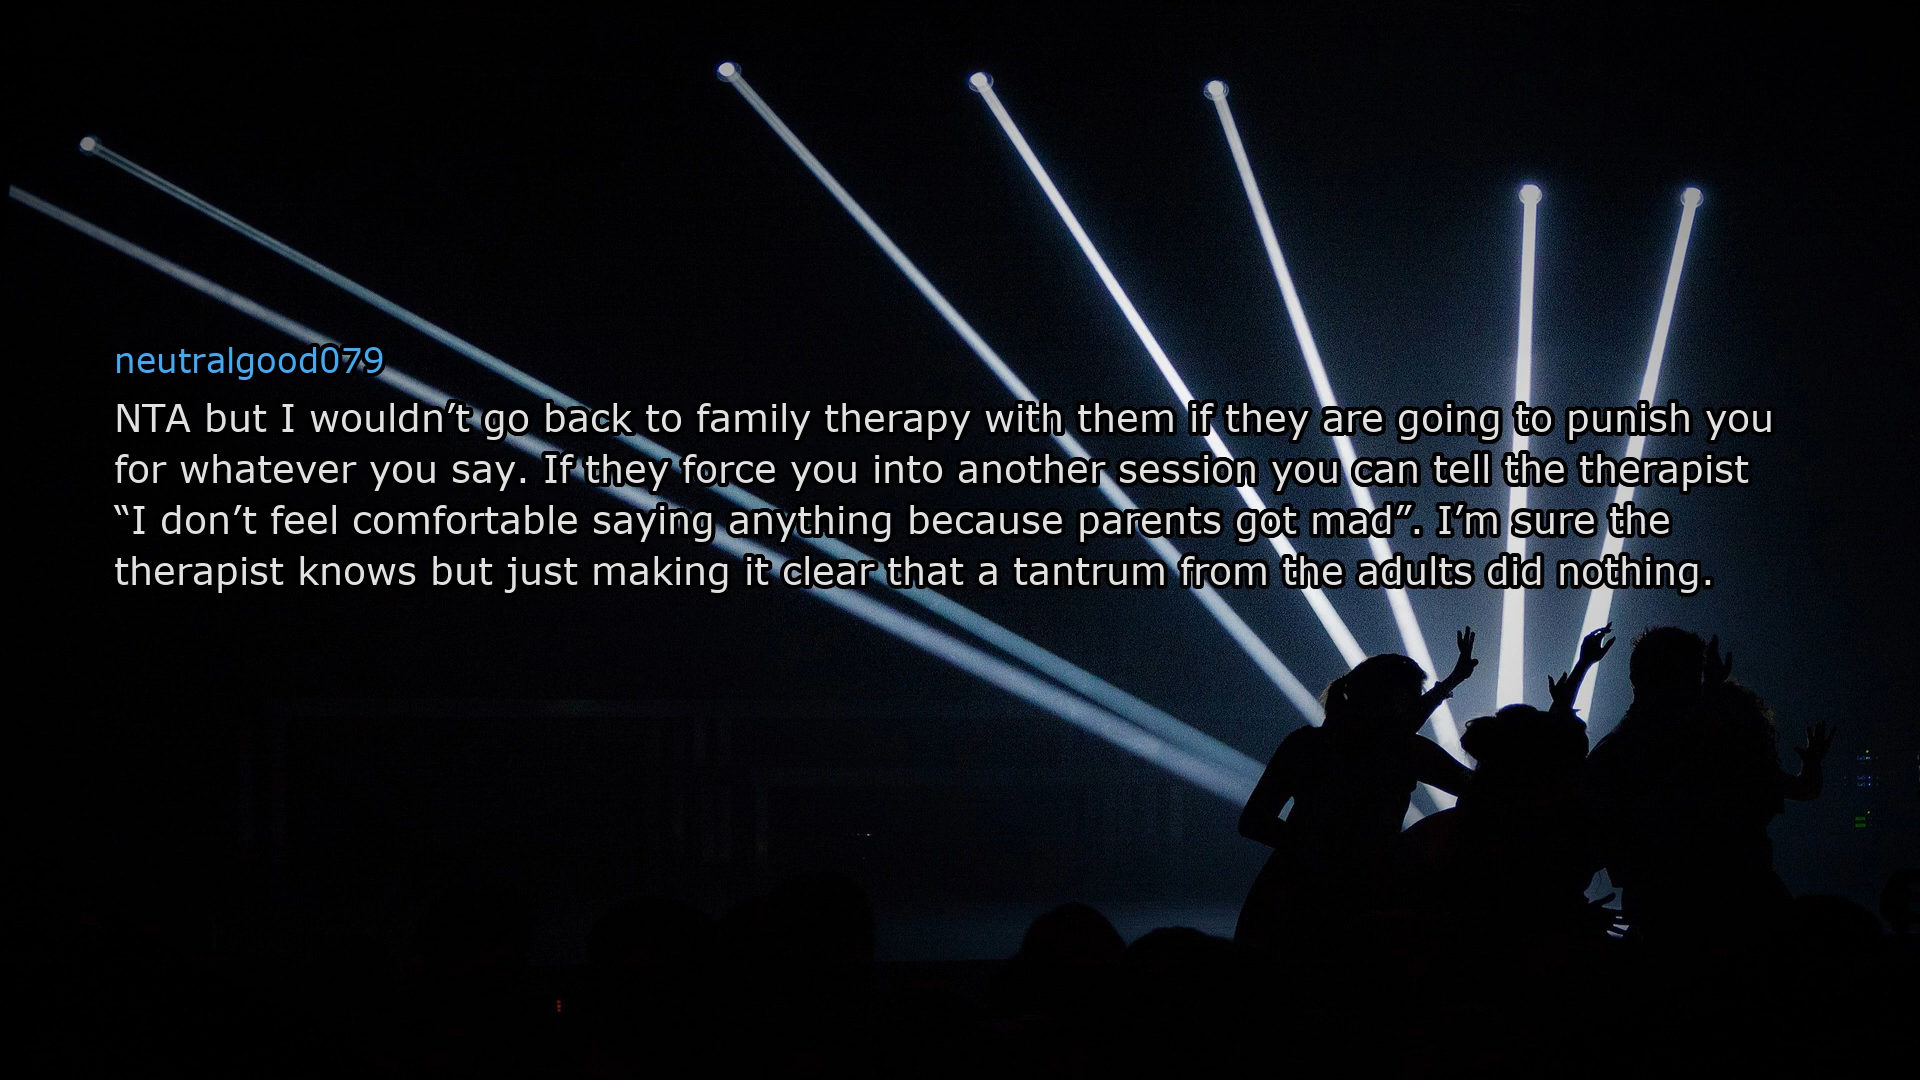 neutralgood079
NTA but I wouldn’t go back to family therapy with them if they are going to punish you
for whatever you say. If they force you into another session you can tell the therapist
“I don’t feel comfortable saying anything because parents got mad”. I’m sure the
therapist knows but just making it clear that a tantrum from the adults did nothing.